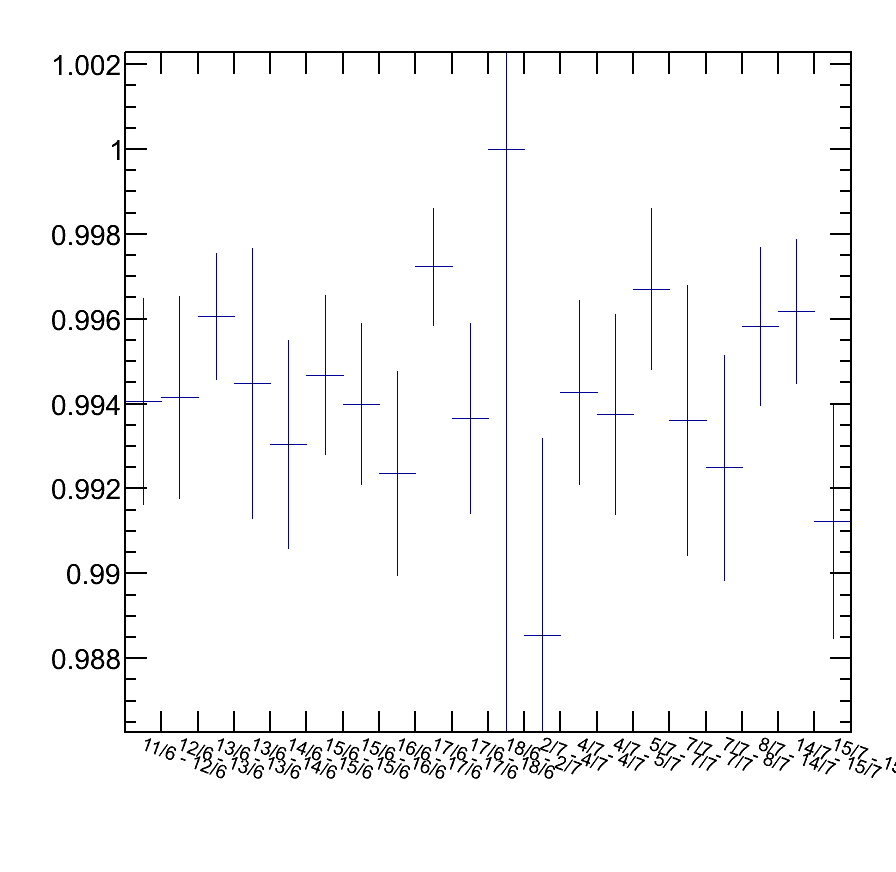 1.002
1
0.998
0.996
0.994
0.992
0.99
0.988
11/6 - 12/6
12/6 - 13/6
13/6 - 13/6
13/6 - 14/6
14/6 - 15/6
15/6 - 15/6
15/6 - 16/6
16/6 - 17/6
17/6 - 17/6
17/6 - 18/6
18/6 - 2/7
2/7 - 4/7
4/7 - 4/7
4/7 - 5/7
5/7 - 7/7
7/7 - 7/7
7/7 - 8/7
8/7 - 14/7
14/7 - 15/7
15/7 - 15